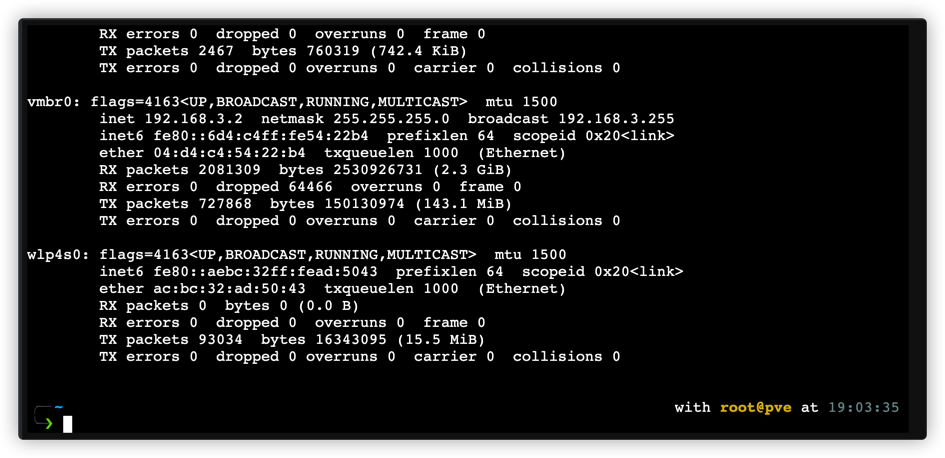 RX errors 0  dropped 0  overruns 0  frame 0
TX packets 2467  bytes 760319 (742.4 KiB)
TX errors 0  dropped 0 overruns 0  carrier 0  collisions 0
vmbr0: flags=4163<UP,BROADCAST,RUNNING,MULTICAST>  mtu 1500
inet 192.168.3.2  netmask 255.255.255.0  broadcast 192.168.3.255
inet6 fe80::6d4:c4ff:fe54:22b4  prefixlen 64  scopeid 0x20<link>
ether 04:d4:c4:54:22:b4  txqueuelen 1000  (Ethernet)
RX packets 2081309  bytes 2530926731 (2.3 GiB)
RX errors 0  dropped 64466  overruns 0  frame 0
TX packets 727868  bytes 150130974 (143.1 MiB)
TX errors 0  dropped 0 overruns 0  carrier 0  collisions 0
wlp4s0: flags=4163<UP,BROADCAST,RUNNING,MULTICAST>  mtu 1500
inet6 fe80::aebc:32ff:fead:5043  prefixlen 64  scopeid 0x20<link>
ether ac:bc:32:ad:50:43  txqueuelen 1000  (Ethernet)
RX packets 0  bytes 0 (0.0 B)
RX errors 0  dropped 0  overruns 0  frame 0
TX packets 93034  bytes 16343095 (15.5 MiB)
TX errors 0  dropped 0 overruns 0  carrier 0  collisions 0
~ with root@pve at 19:03:35
❯